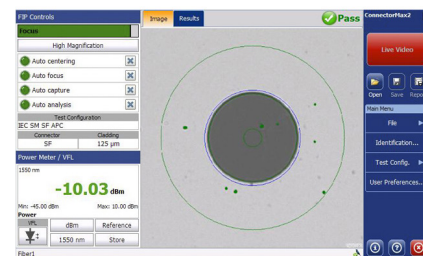 FIP Controls
Focus
High Magnification
Auto centering
Auto focus
Auto capture
Auto analysis
Test Configuration
IEC SM SF APC
Connector Cladding
SF 125 µm
Power Meter / VFL
1550 nm
-10.03 dBm
Min: -45.00 dBm Max: 10.00 dBm
Power
VFL dBm Reference
1550 nm Store
Fiber1
Image Results Pass
ConnectorMax2
Live Video
Open Save Repo
Main Menu
File
Identification...
Test Config.
User Preferences...